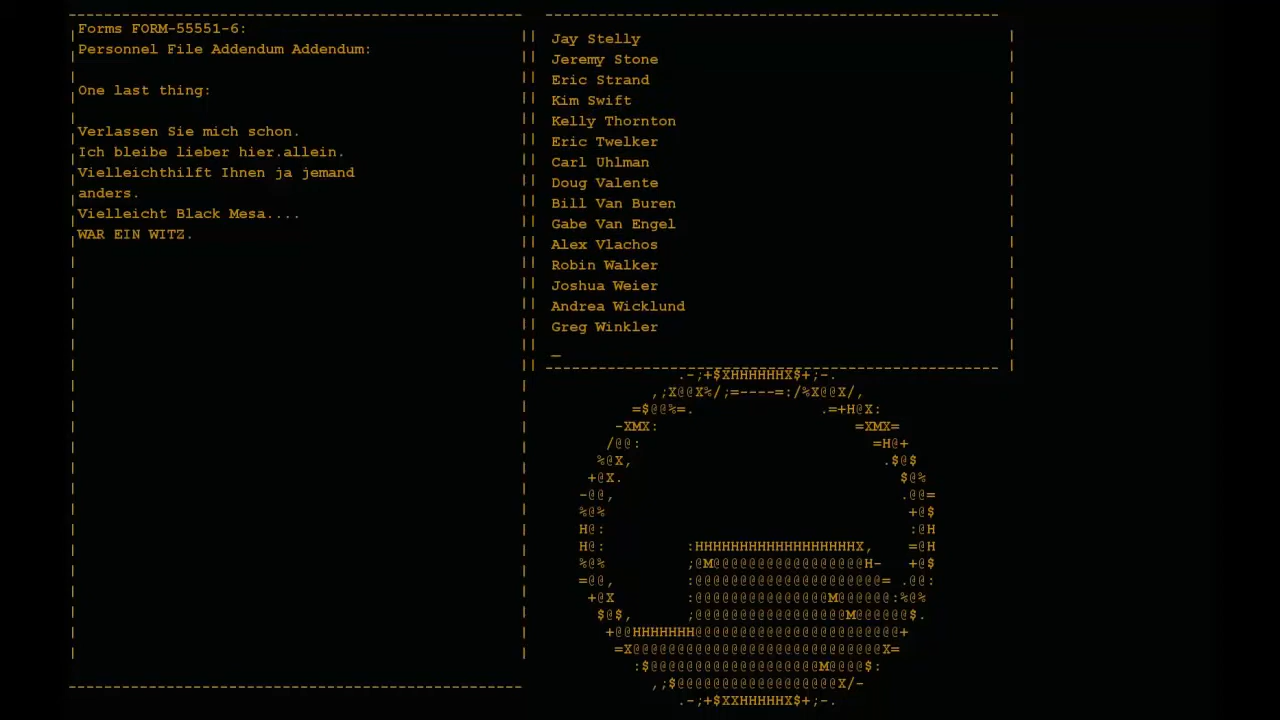 Forms FORM-55551-6:
Personnel File Addendum Addendum:
One last thing:
Verlassen Sie mich schon.
Ich bleibe lieber hier.allein.
Vielleichthilft Ihnen ja jemand
anders.
Vielleicht Black Mesa....
WAR EIN WITZ.
Jay Stelly
Jeremy Stone
Eric Strand
Kim Swift
Kelly Thornton
Eric Twelker
Carl Uhlman
Doug Valente
Bill Van Buren
Gabe Van Engel
Alex Vlachos
Robin Walker
Joshua Weier
Andrea Wicklund
Greg Winkler